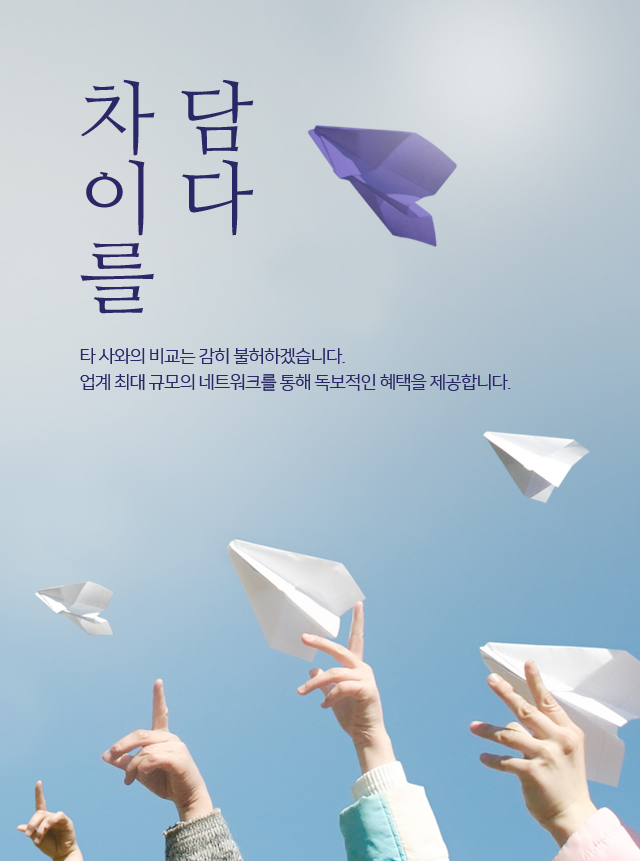 차이를
담다
타 사와의 비교는 감히 불허하겠습니다.
업계 최대 규모의 네트워크를 통해 독보적인 혜택을 제공합니다.